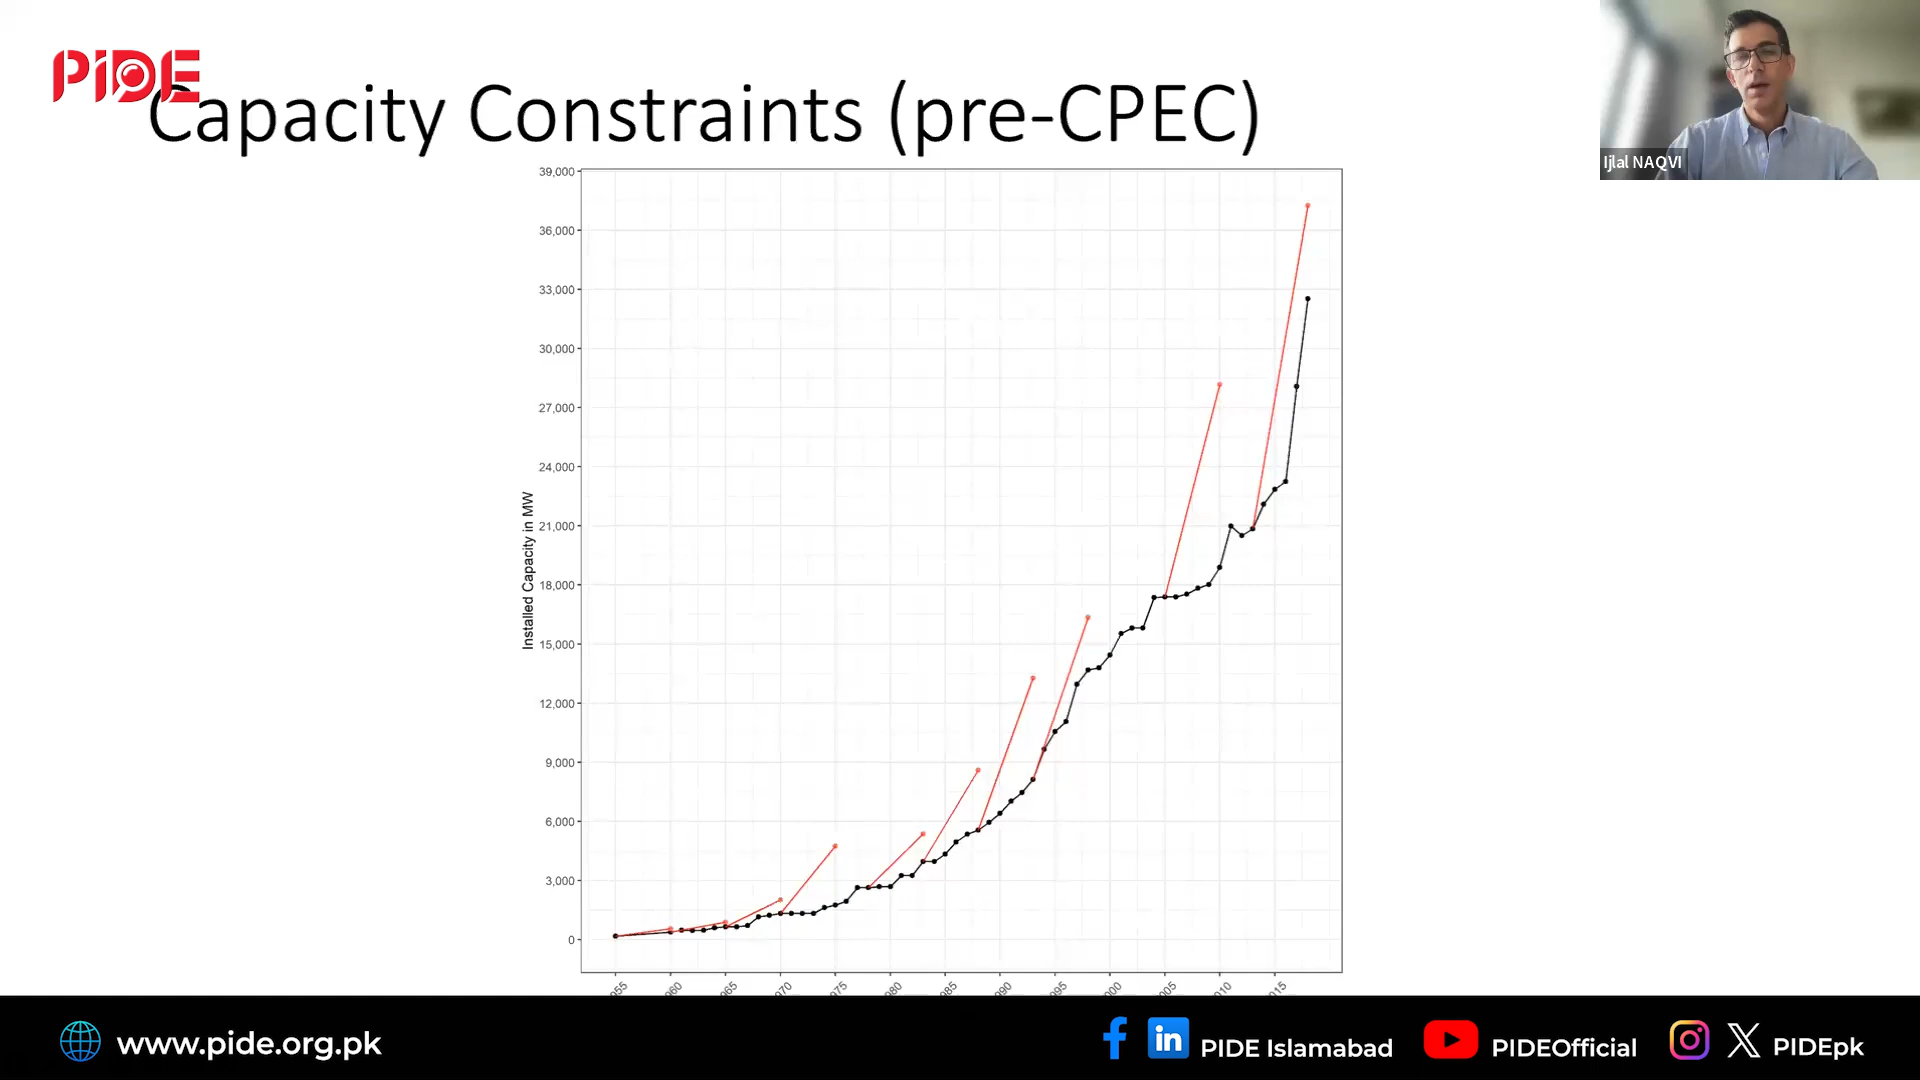 PIDE
Capacity Constraints (pre-CPEC)
Ijlal NAQVI
39,000
36,000
33,000
30,000
27,000
24,000
21,000
18,000
15,000
12,000
9,000
6,000
3,000
0
Installed Capacity in MW
www.pide.org.pk
PIDE Islamabad
PIDEOfficial
PIDEpk